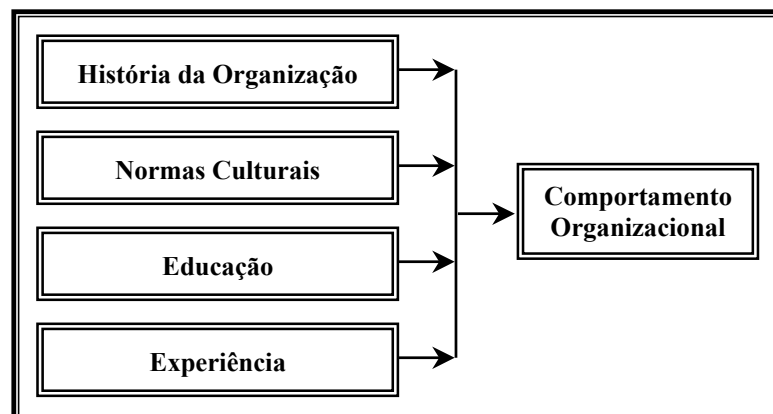 História da Organização
Normas Culturais
Educação
Experiência
Comportamento
Organizacional